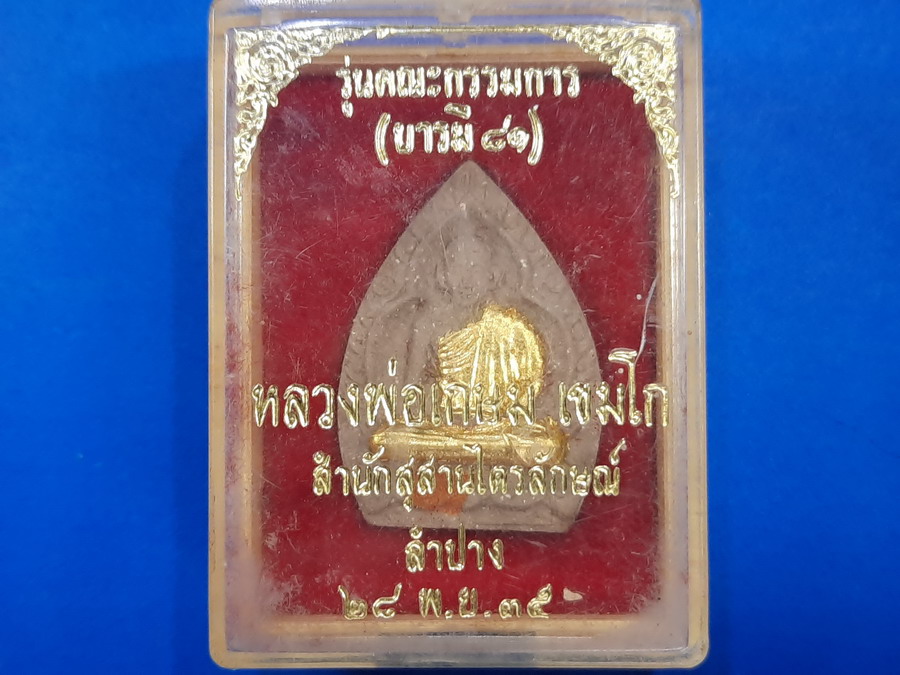 รุ่นคณะกรรมการ
(บารมี ๘๑)
หลวงพ่อเกษม เขมโก
สำนักสุสานไตรลักษณ์
ลำปาง
๒๘ พ.ย.๓๕